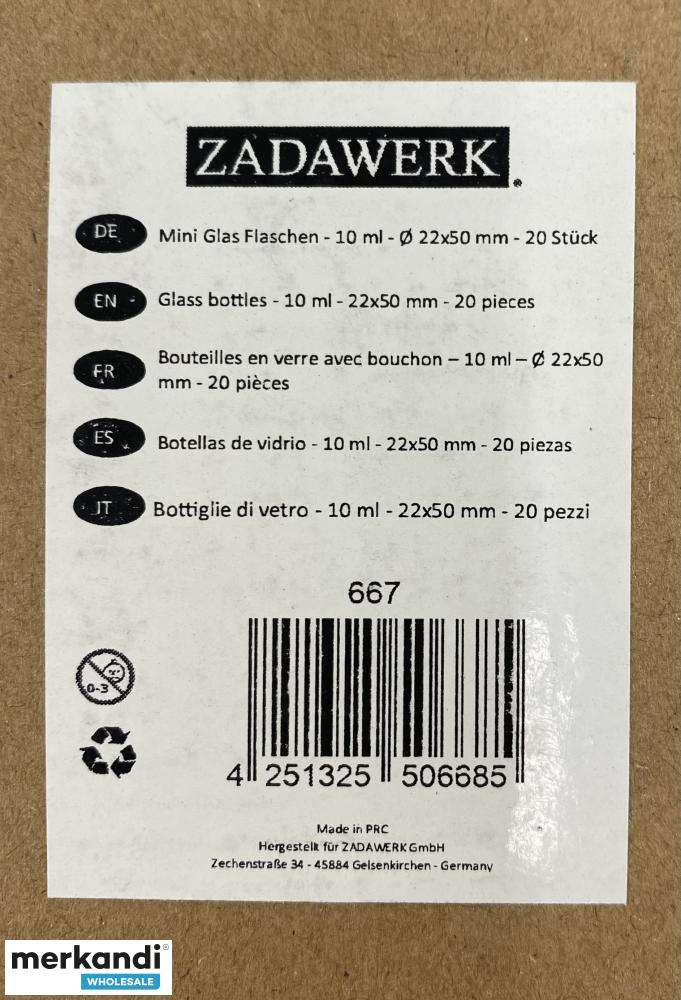 ZADAWERK.
DE Mini Glas Flaschen - 10 ml - Ø 22x50 mm - 20 Stück
EN Glass bottles - 10 ml - 22x50 mm - 20 pieces
FR Bouteilles en verre avec bouchon – 10 ml – Ø 22x50
mm - 20 pièces
ES Botellas de vidrio - 10 ml - 22x50 mm - 20 piezas
IT Bottiglie di vetro - 10 ml - 22x50 mm - 20 pezzi
667
0-3
4 251325 506685
Made in PRC
Hergestellt für ZADAWERK GmbH
Zechenstraße 34 - 45884 Gelsenkirchen - Germany
merkandi®
WHOLESALE